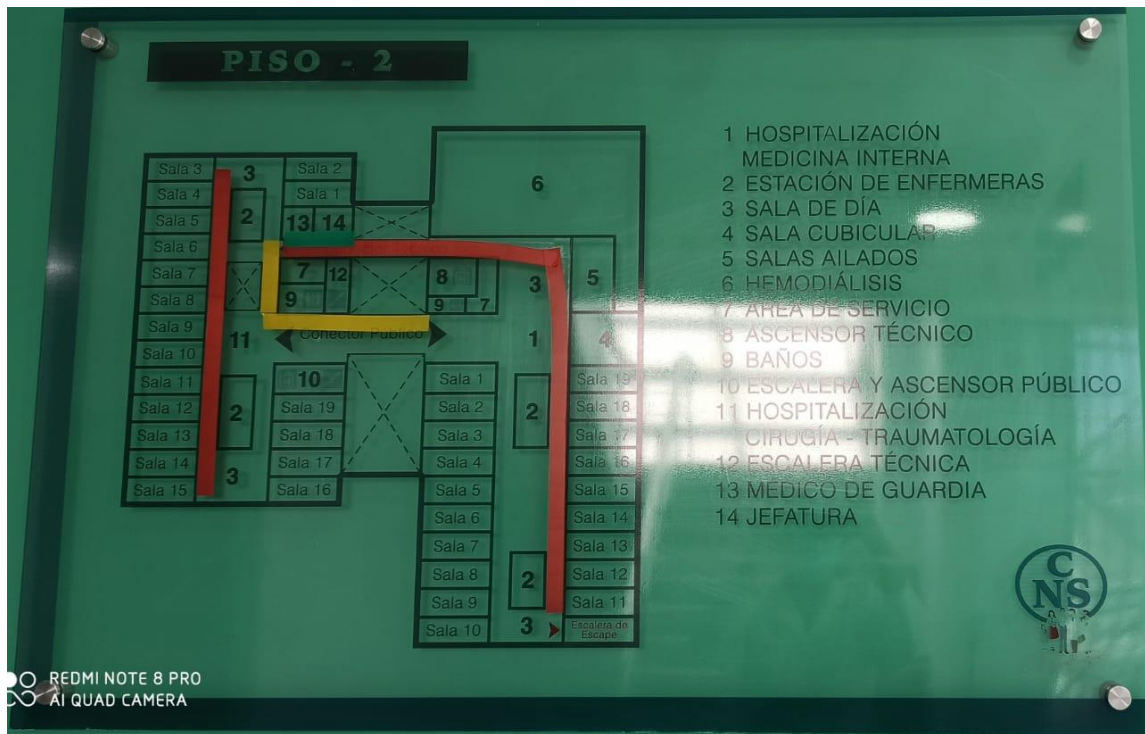 PISO - 2
1 HOSPITALIZACIÓN
MEDICINA INTERNA
2 ESTACIÓN DE ENFERMERAS
3 SALA DE DÍA
4 SALA CUBICULAR
5 SALAS AILADOS
6 HEMODIÁLISIS
7 ÁREA DE SERVICIO
8 ASCENSOR TÉCNICO
9 BAÑOS
10 ESCALERA Y ASCENSOR PÚBLICO
11 HOSPITALIZACIÓN
CIRUGÍA - TRAUMATOLOGÍA
12 ESCALERA TÉCNICA
13 MÉDICO DE GUARDIA
14 JEFATURA
Sala 3
Sala 4
Sala 5
Sala 6
Sala 7
Sala 8
Sala 9
Sala 10
Sala 11
Sala 12
Sala 13
Sala 14
Sala 15
3
2
11
2
3
Sala 2
Sala 1
13 14
7
12
9
Conector Público
10
Sala 19
Sala 18
Sala 17
Sala 16
6
8
9
7
3
5
1
4
2
2
3
Sala 1
Sala 2
Sala 3
Sala 4
Sala 5
Sala 6
Sala 7
Sala 8
Sala 9
Sala 10
Sala 19
Sala 18
Sala 17
Sala 16
Sala 15
Sala 14
Sala 13
Sala 12
Sala 11
Escalera de
Escape
CNS
REDMI NOTE 8 PRO
AI QUAD CAMERA